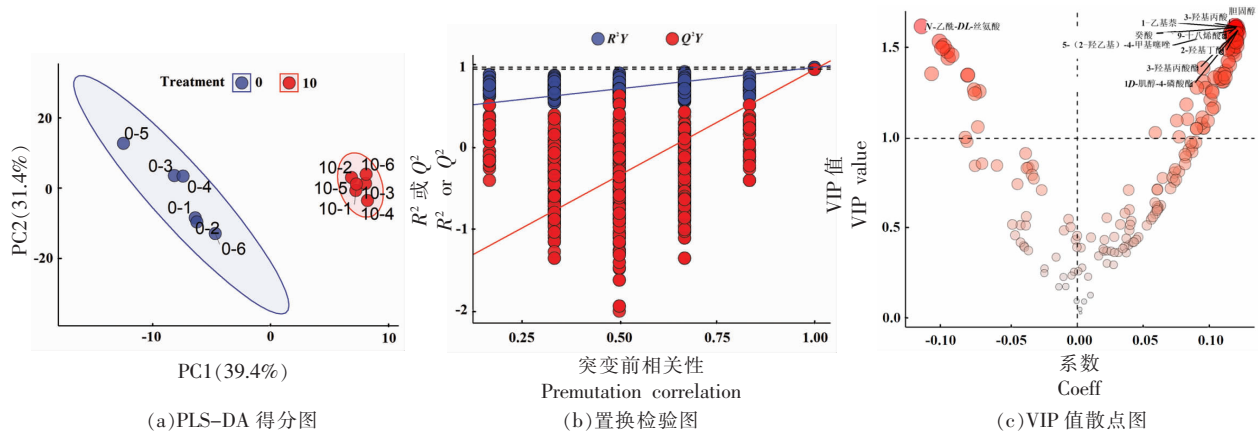 Treatment 0 10
20
0
-20
PC2(31.4%)
0-5
0-3
0-4
0-1
0-2
0-6
10-2
10-6
10-5
10-3
10-1
10-4
-10 0 10
PC1(39.4%)
(a)PLS-DA 得分图
R²Y Q²Y
1
0
-1
-2
R² 或 Q²
R² or Q²
0.25 0.50 0.75 1.00
突变前相关性
Premutation correlation
(b)置换检验图
VIP 值
VIP value
1.5
1.0
0.5
0.0
N-乙酰-DL-丝氨酸
胆固醇
3-羟基丙酸
1-乙基萘
癸酸
9-十八烯酸
5-(2-羟乙基)-4-甲基噻唑
2-羟基丁酸
3-羟基丙酸酯
1D-肌醇-4-磷酸酯
-0.10 -0.05 0.00 0.05 0.10
系数
Coeff
(c)VIP 值散点图